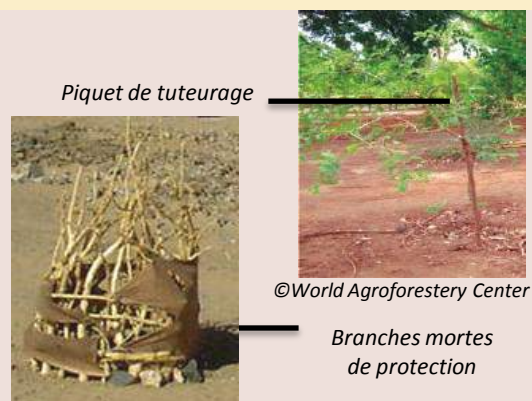 Piquet de tuteurage
©World Agroforestery Center
Branches mortes
de protection